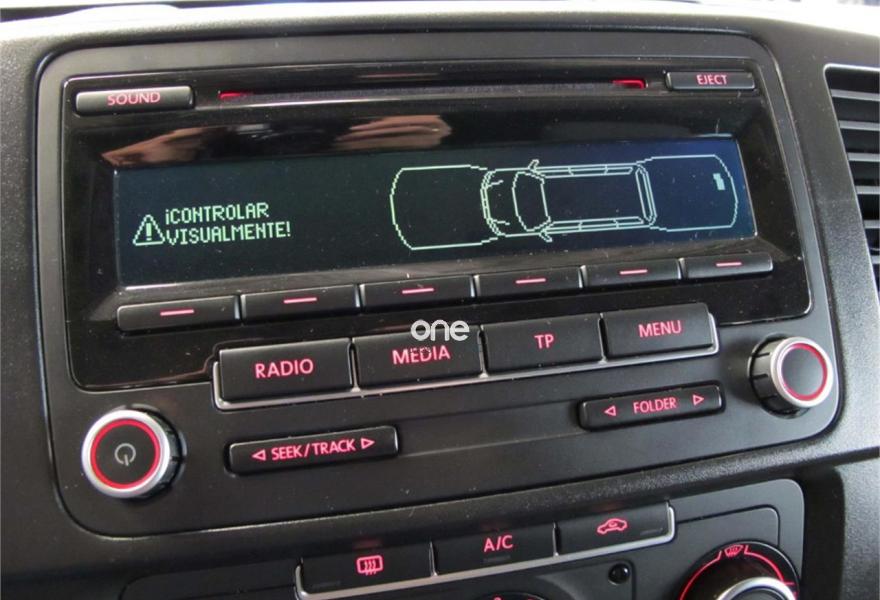 SOUND
EJECT
¡CONTROLAR
VISUALMENTE!
one
RADIO
MEDIA
TP
MENU
FOLDER
SEEK/TRACK
A/C